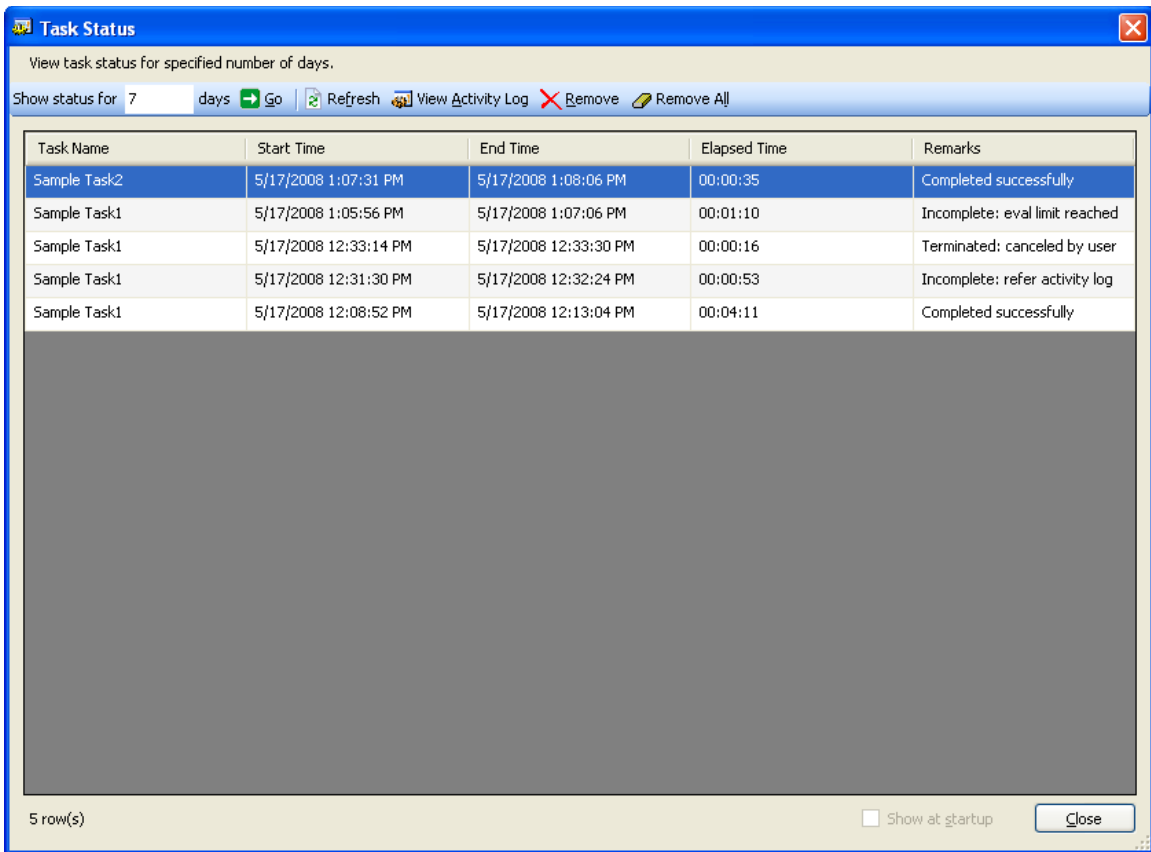 Task Status
View task status for specified number of days.
Show status for 7 days Go Refresh View Activity Log Remove Remove All
Task Name Start Time End Time Elapsed Time Remarks
Sample Task2 5/17/2008 1:07:31 PM 5/17/2008 1:08:06 PM 00:00:35 Completed successfully
Sample Task1 5/17/2008 1:05:56 PM 5/17/2008 1:07:06 PM 00:01:10 Incomplete: eval limit reached
Sample Task1 5/17/2008 12:33:14 PM 5/17/2008 12:33:30 PM 00:00:16 Terminated: canceled by user
Sample Task1 5/17/2008 12:31:30 PM 5/17/2008 12:32:24 PM 00:00:53 Incomplete: refer activity log
Sample Task1 5/17/2008 12:08:52 PM 5/17/2008 12:13:04 PM 00:04:11 Completed successfully
5 row(s) Show at startup Close